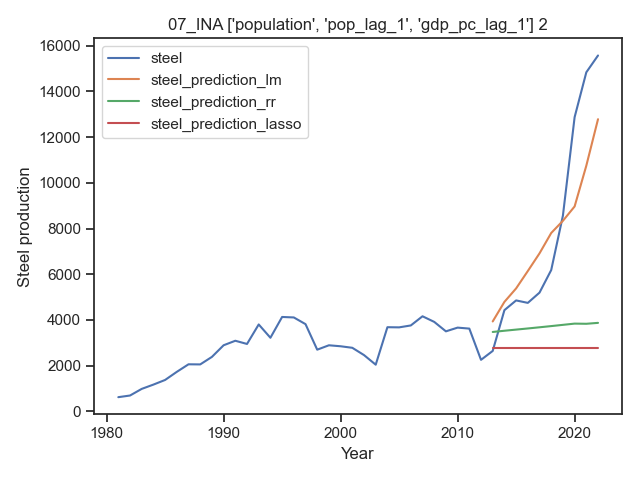 07_INA ['population', 'pop_lag_1', 'gdp_pc_lag_1'] 2
steel
steel_prediction_lm
steel_prediction_rr
steel_prediction_lasso
Steel production
16000
14000
12000
10000
8000
6000
4000
2000
0
1980
1990
2000
2010
2020
Year